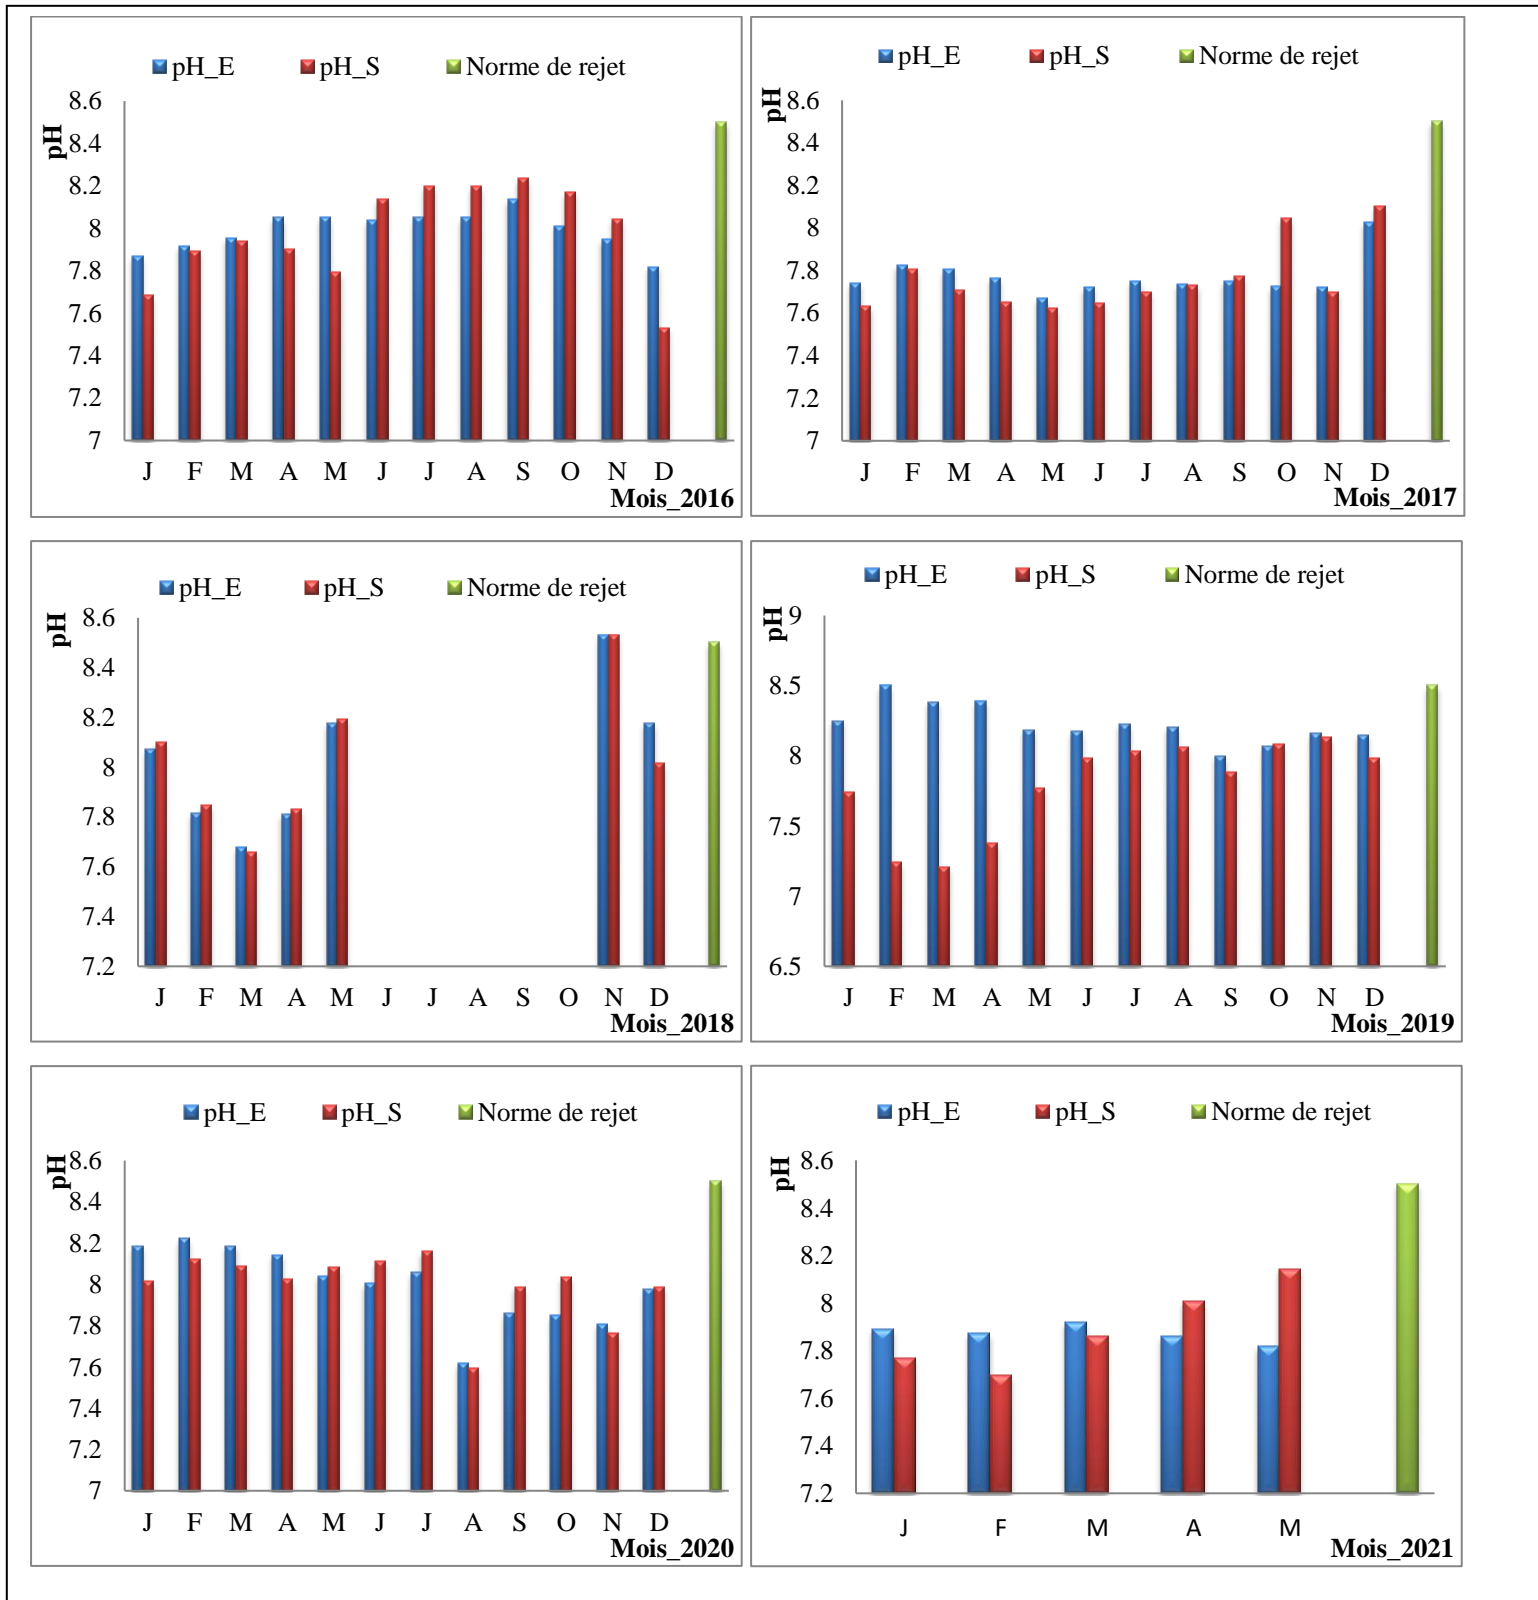 pH_E pH_S Norme de rejet
pH
8.6
8.4
8.2
8
7.8
7.6
7.4
7.2
7
J F M A M J J A S O N D
Mois_2016
pH_E pH_S Norme de rejet
pH
8.6
8.4
8.2
8
7.8
7.6
7.4
7.2
7
J F M A M J J A S O N D
Mois_2017
pH_E pH_S Norme de rejet
pH
8.6
8.4
8.2
8
7.8
7.6
7.4
7.2
J F M A M J J A S O N D
Mois_2018
pH_E pH_S Norme de rejet
pH
9
8.5
8
7.5
7
6.5
J F M A M J J A S O N D
Mois_2019
pH_E pH_S Norme de rejet
pH
8.6
8.4
8.2
8
7.8
7.6
7.4
7.2
7
J F M A M J J A S O N D
Mois_2020
pH_E pH_S Norme de rejet
pH
8.6
8.4
8.2
8
7.8
7.6
7.4
7.2
J F M A M
Mois_2021